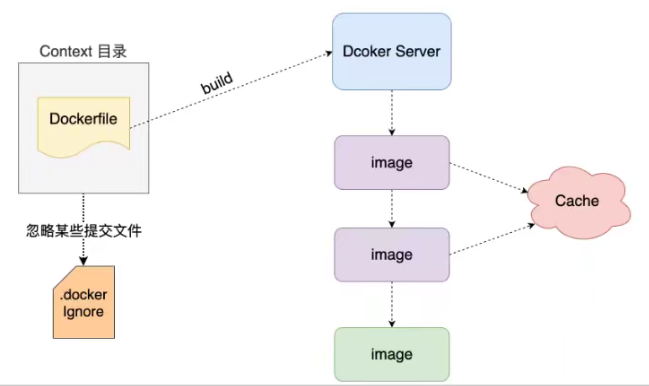 Context 目录
Dockerfile
build
Dcoker Server
image
image
image
Cache
忽略某些提交文件
.docker
Ignore